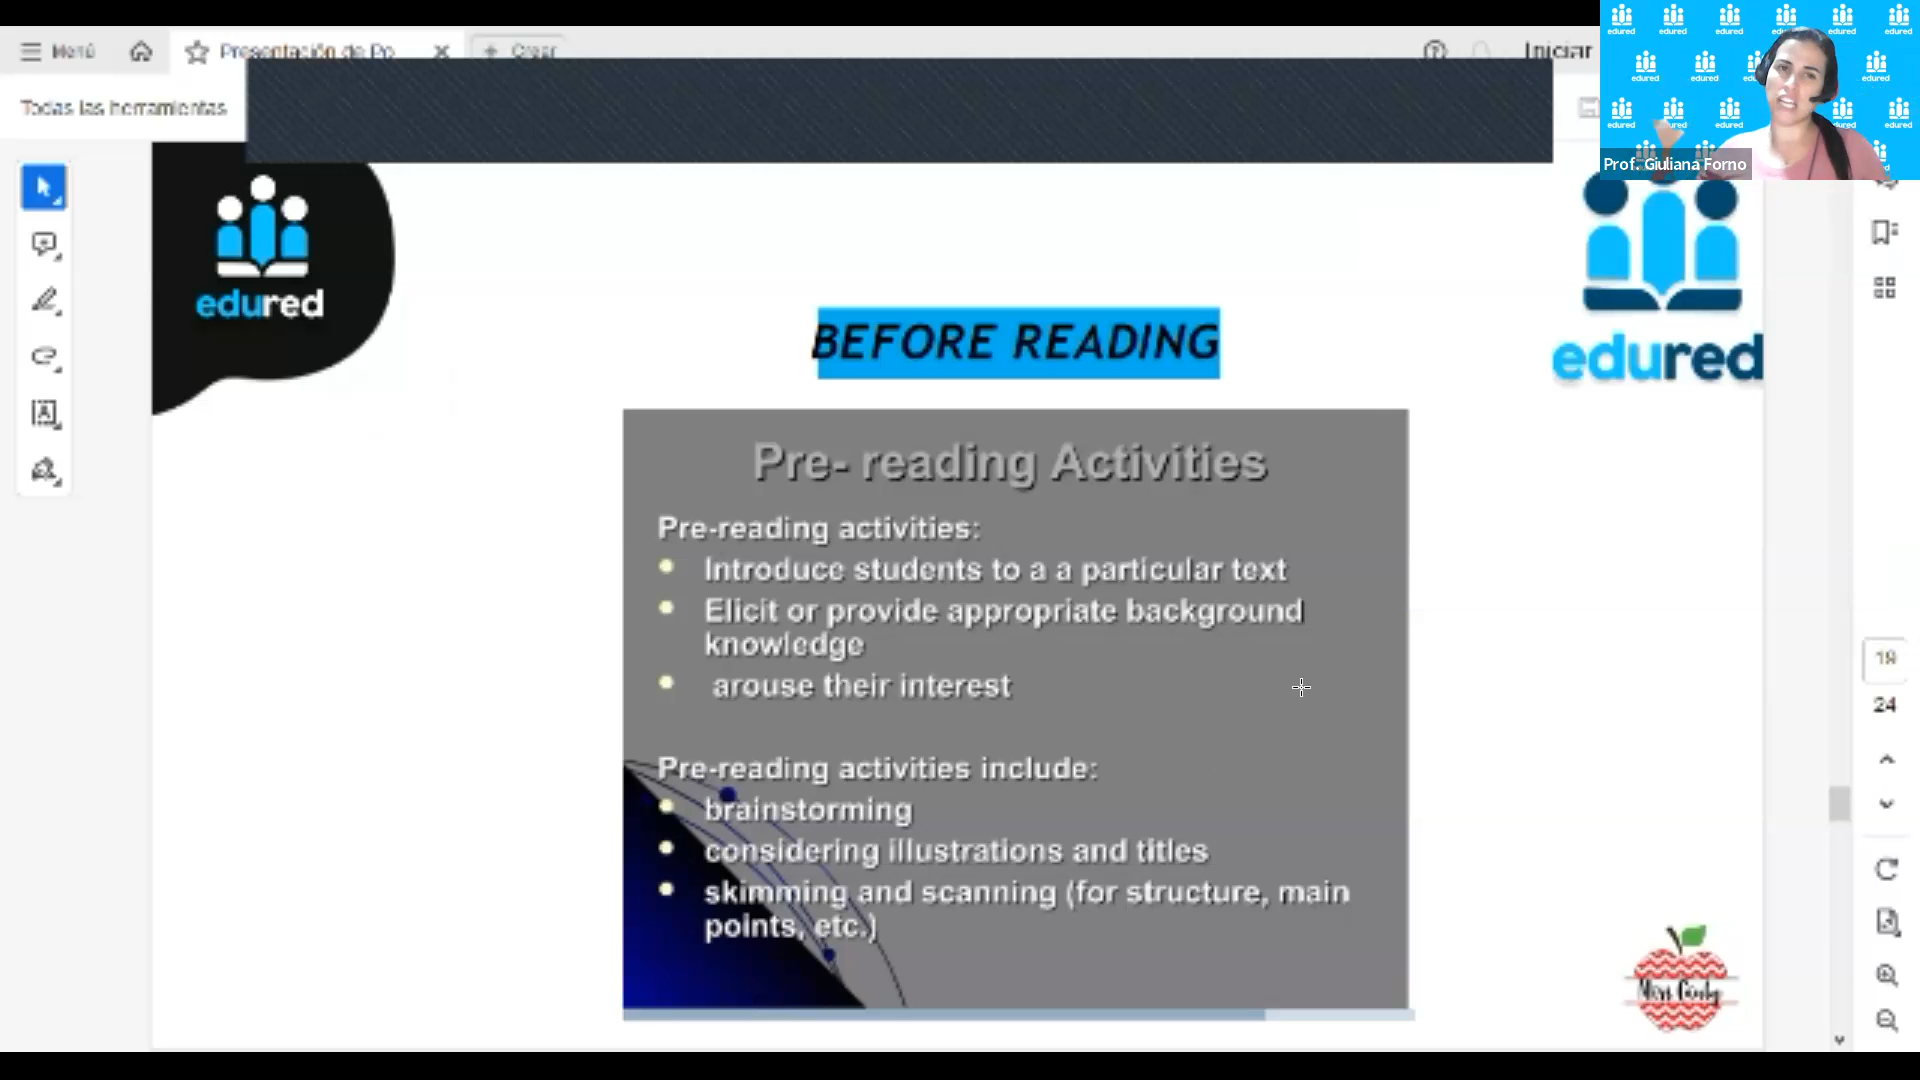 Menú
Presentación de Po
Crear
Iniciar
Todas las herramientas
Prof. Giuliana Forno
edured
edured
BEFORE READING
Pre- reading Activities
Pre-reading activities:
Introduce students to a a particular text
Elicit or provide appropriate background
knowledge
arouse their interest
Pre-reading activities include:
brainstorming
considering illustrations and titles
skimming and scanning (for structure, main
points, etc.)
19
24
Miss